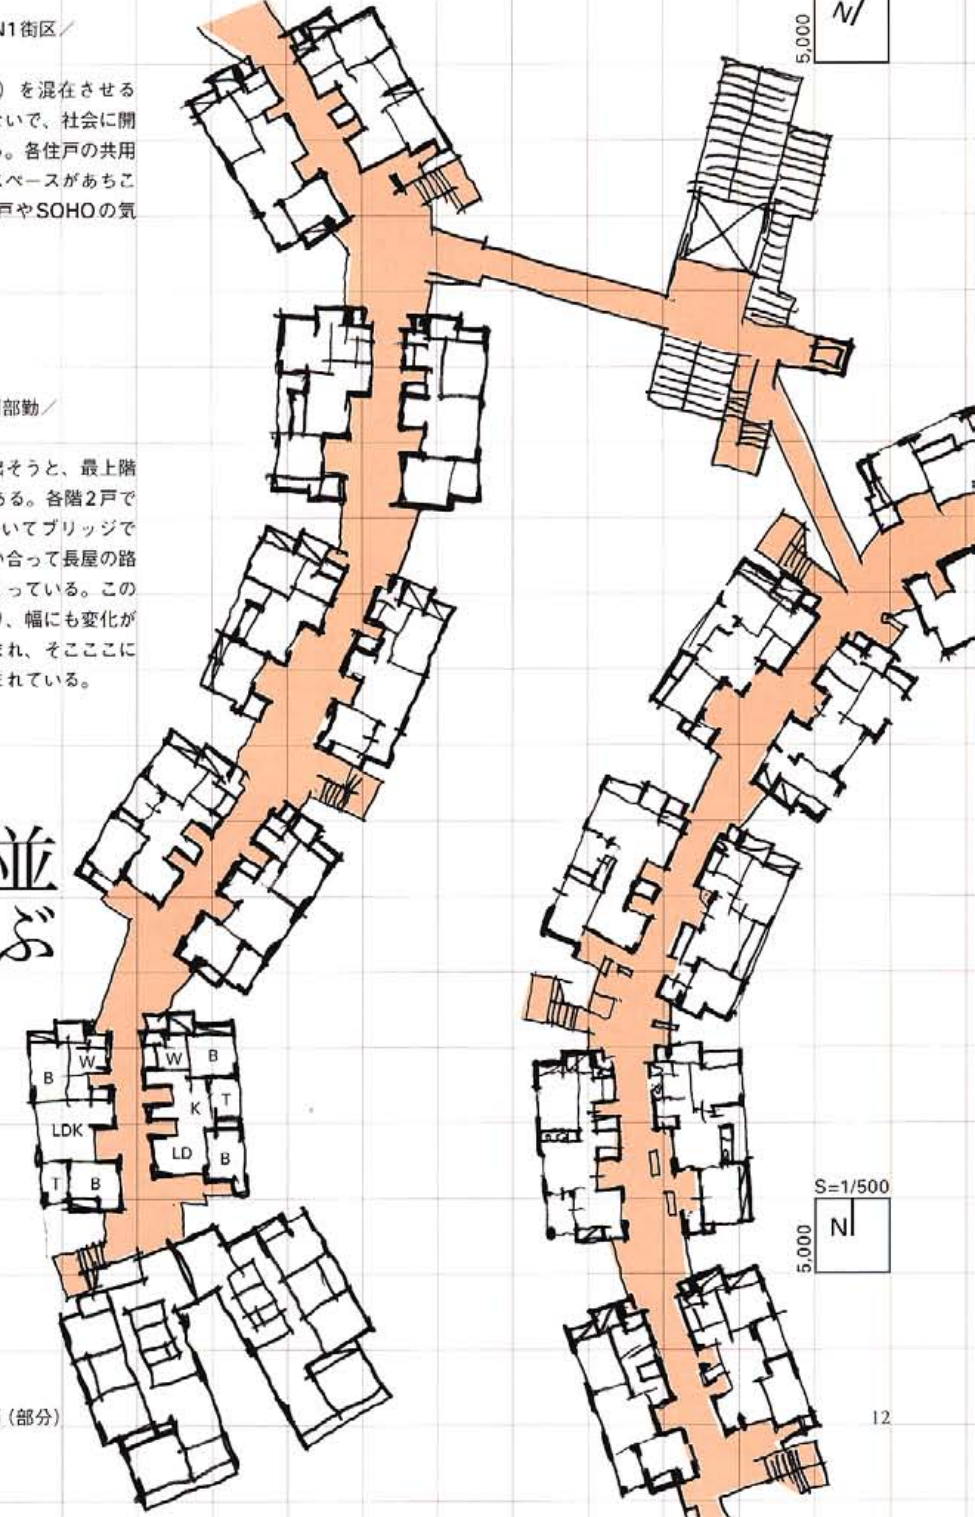 N1街区／
）を混在させる
ないで、社会に開
。各住戸の共用
スペースがあちこ
戸やSOHOの気
部勤／
出そうと、最上階
ある。各階2戸で
いてブリッジで
い合って長屋の路
っている。この
り、幅にも変化が
まれ、そこここに
まれている。
並
ぶ
（部分）
5,000
N
B
W
LDK
T
B
W
B
K
T
LD
B
S=1/500
5,000
N
12